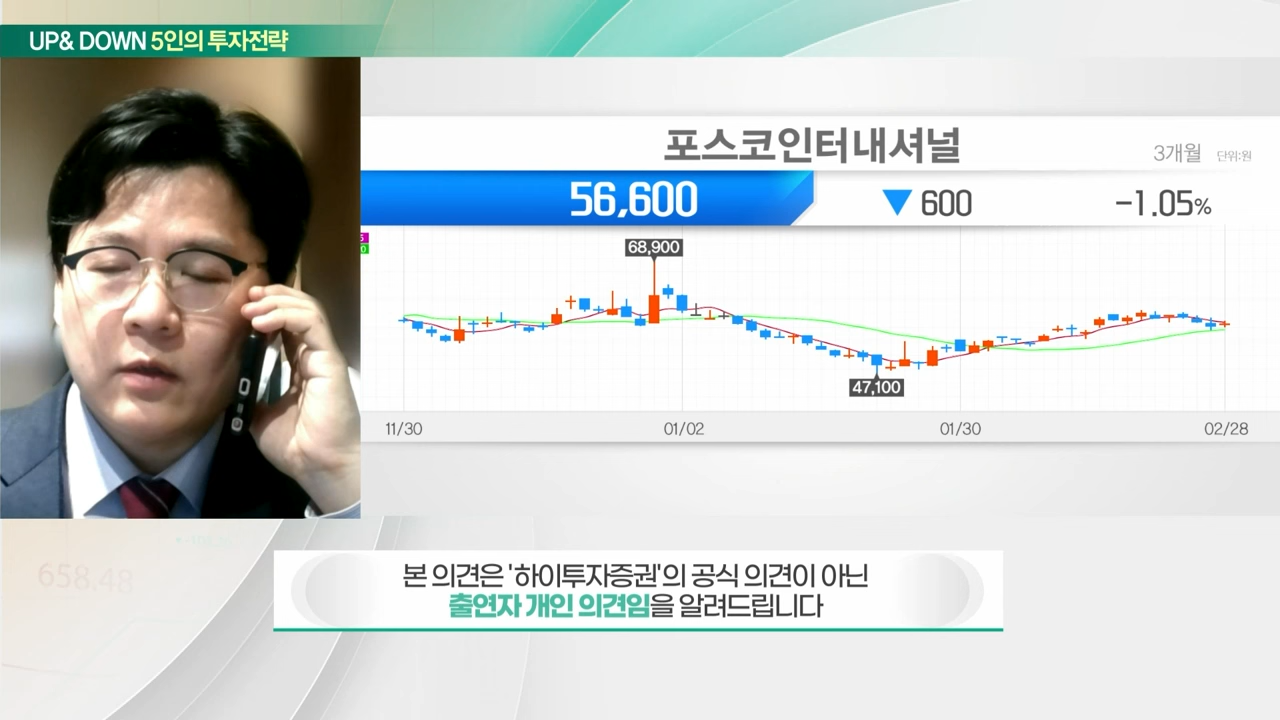 UP& DOWN 5인의 투자전략
포스코인터내셔널
3개월 단위:원
56,600 ▼ 600 -1.05%
68,900
47,100
11/30 01/02 01/30 02/28
658.48
본 의견은 '하이투자증권'의 공식 의견이 아닌
출연자 개인 의견임을 알려드립니다